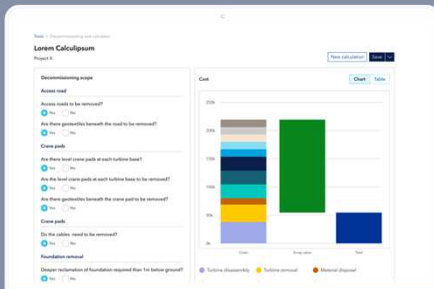 Tools / Decommissioning cost calculator
Lorem Calculipsum
Project X
New calculation
Save
Decommissioning scope
Access road
Access roads to be removed?
Yes No
Are there geotextiles beneath the road to be removed?
Yes No
Crane pads
Are there level crane pads at each turbine base?
Yes No
Are the level crane pads at each turbine base to be removed?
Yes No
Are there geotextiles beneath the crane pad to be removed?
Yes No
Crane pads
Do the cables need to be removed?
Yes No
Foundation removal
Deeper reclamation of foundation required than 1m below ground?
Yes No
Cost
Chart Table
250k
200k
150k
100k
50k
0k
Costs
Scrap value
Total
Turbine disassembly
Turbine removal
Material disposal